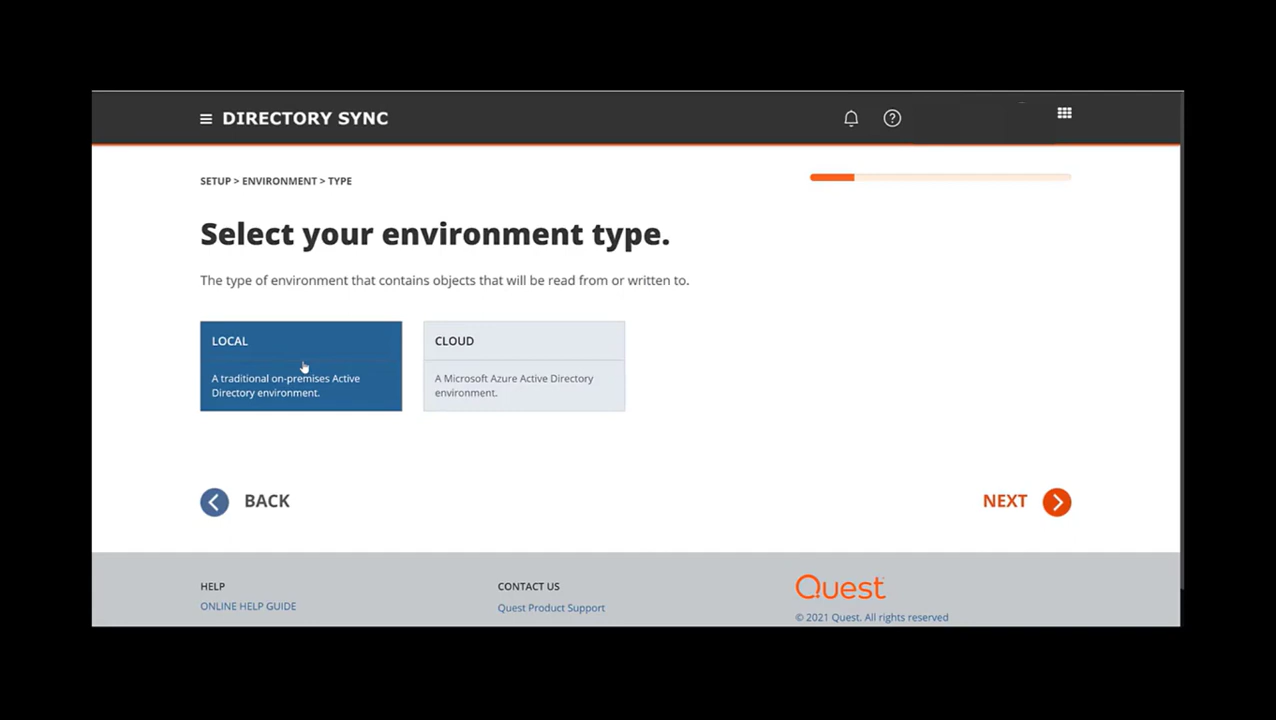 DIRECTORY SYNC
SETUP > ENVIRONMENT > TYPE
Select your environment type.
The type of environment that contains objects that will be read from or written to.
LOCAL
A traditional on-premises Active
Directory environment.
CLOUD
A Microsoft Azure Active Directory
environment.
BACK
NEXT
HELP
ONLINE HELP GUIDE
CONTACT US
Quest Product Support
Quest
© 2021 Quest. All rights reserved